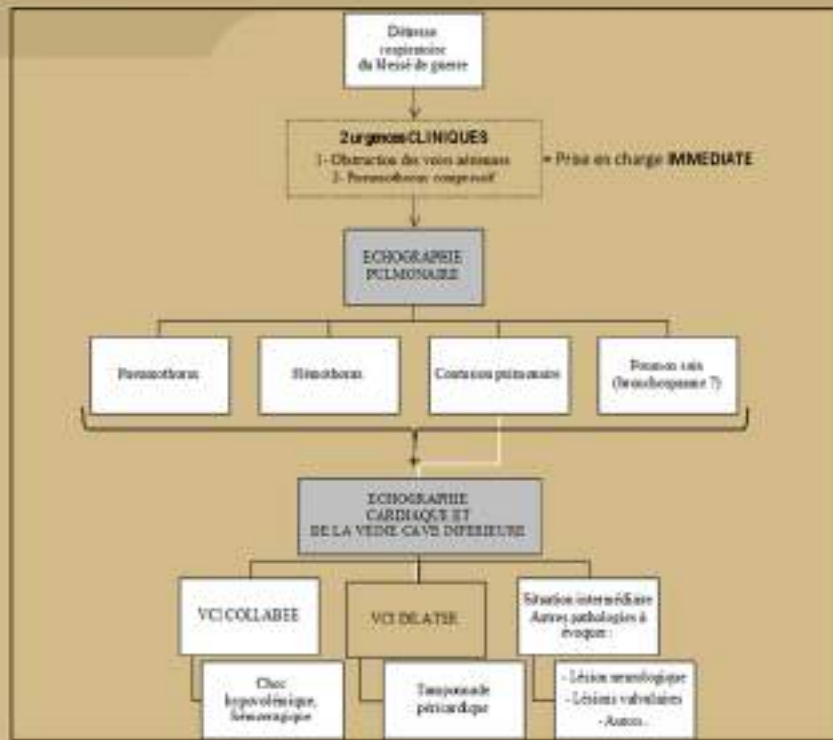 Détresse
respiratoire
du blessé de guerre
2 urgences CLINIQUES
1- Obstruction des voies aériennes
2- Pneumothorax compressif
= Prise en charge IMMEDIATE
ECHOGRAPHIE
PULMONAIRE
Pneumothorax
Hémothorax
Contusion pulmonaire
Poumon sain
(bronchospasme ?)
ECHOGRAPHIE
CARDIAQUE ET
DE LA VEINE CAVE INFERIEURE
VCI COLLABEE
VCI DILATEE
Situation intermédiaire
Autres pathologies à
évoquer :
Choc
hypovolémique,
hémorragique
Tamponnade
péricardique
- Lésion neurologique
- Lésions valvulaires
- Autres..